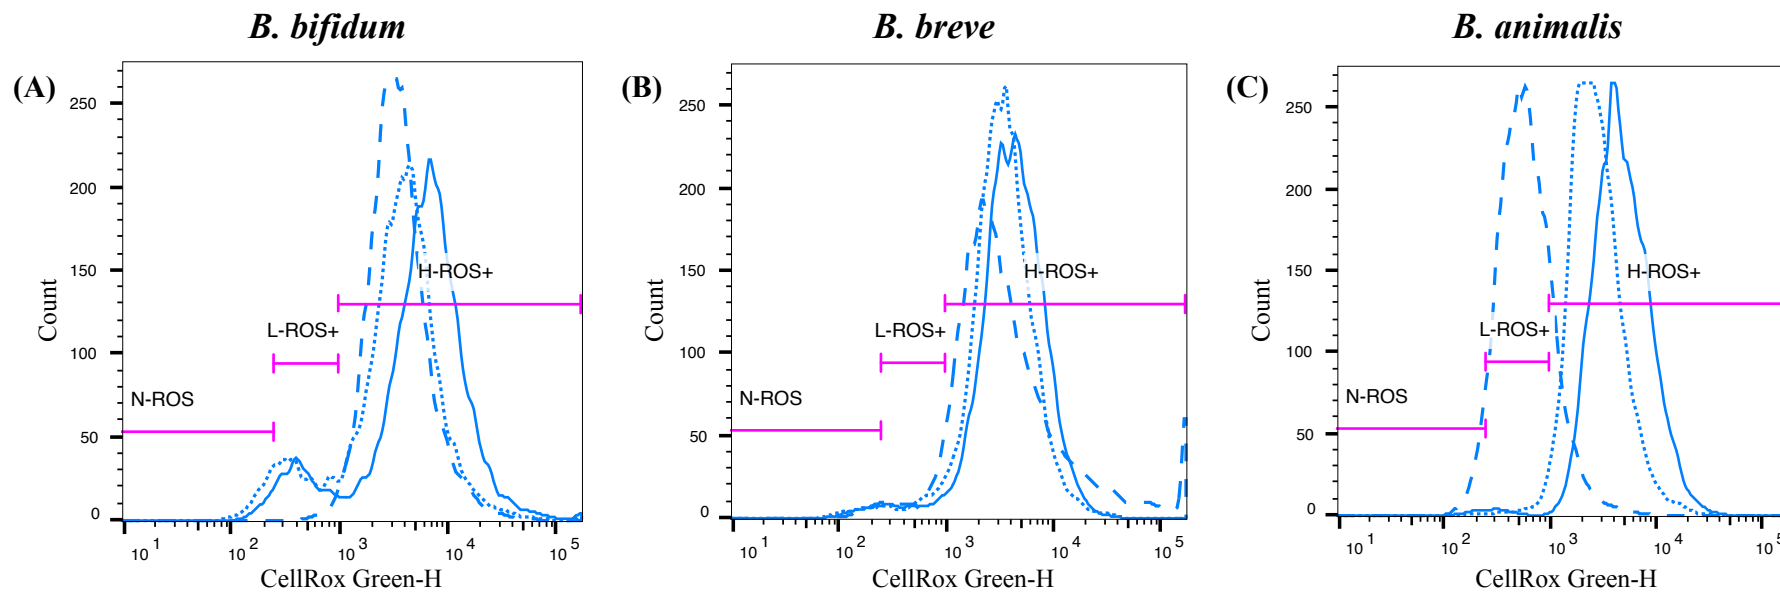 B. bifidum
B. breve
B. animalis
(A)
250
200
150
100
50
0
Count
H-ROS+
L-ROS+
N-ROS
10 1
10 2
10 3
10 4
10 5
CellRox Green-H
(B)
250
200
150
100
50
0
Count
H-ROS+
L-ROS+
N-ROS
10 1
10 2
10 3
10 4
10 5
CellRox Green-H
(C)
250
200
150
100
50
0
Count
H-ROS+
L-ROS+
N-ROS
10 1
10 2
10 3
10 4
10 5
CellRox Green-H